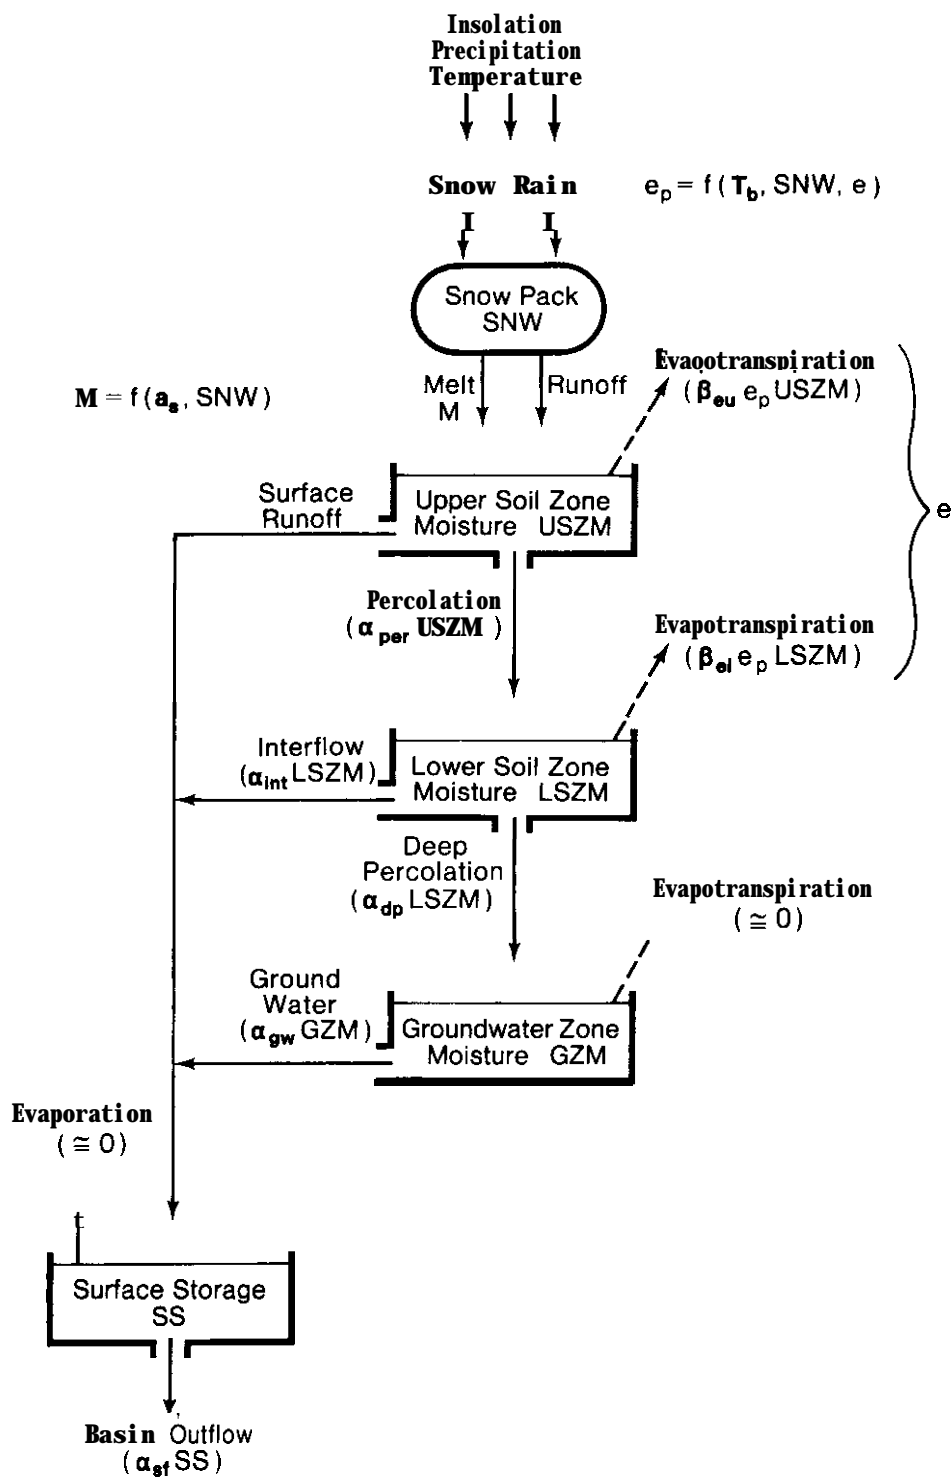 Insolation
Precipitation
Temperature
Snow Rain
e_p = f(T_b, SNW, e)
Snow Pack
SNW
Melt
M
Runoff
M = f(a_s, SNW)
Evaootranspiration
(β_eu e_p USZM)
Surface
Runoff
Upper Soil Zone
Moisture USZM
e
Percolation
(α_per USZM)
Evapotranspiration
(β_el e_p LSZM)
Interflow
(α_int LSZM)
Lower Soil Zone
Moisture LSZM
Deep
Percolation
(α_dp LSZM)
Evapotranspiration
(≅ 0)
Ground
Water
(α_gw GZM)
Groundwater Zone
Moisture GZM
Evaporation
(≅ 0)
t
Surface Storage
SS
Basin Outflow
(α_sf SS)